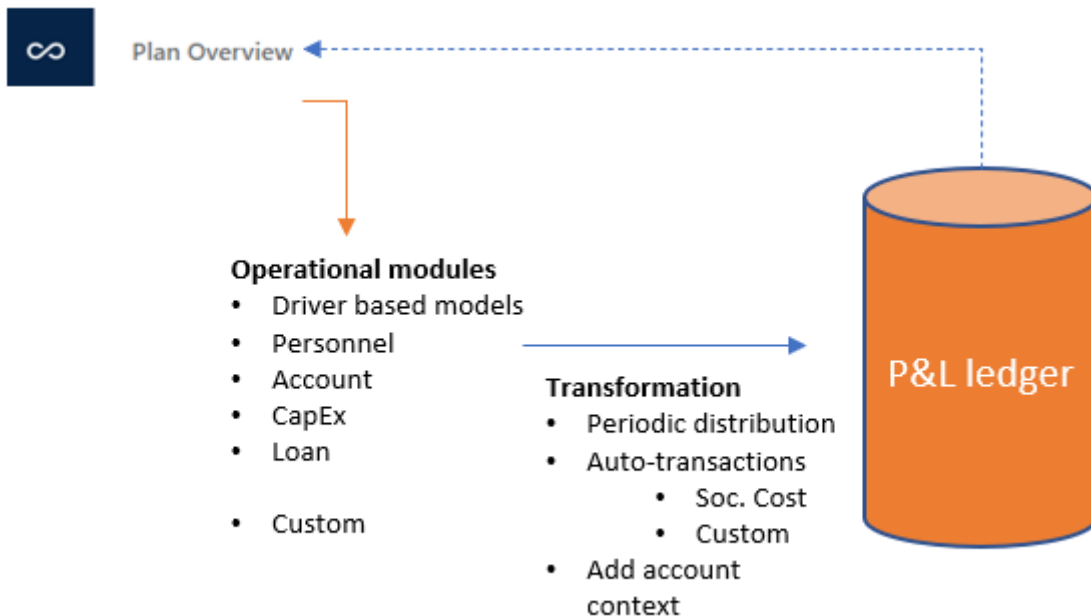 Plan Overview
Operational modules
• Driver based models
• Personnel
• Account
• CapEx
• Loan
• Custom
Transformation
• Periodic distribution
• Auto-transactions
• Soc. Cost
• Custom
• Add account
context
P&L ledger